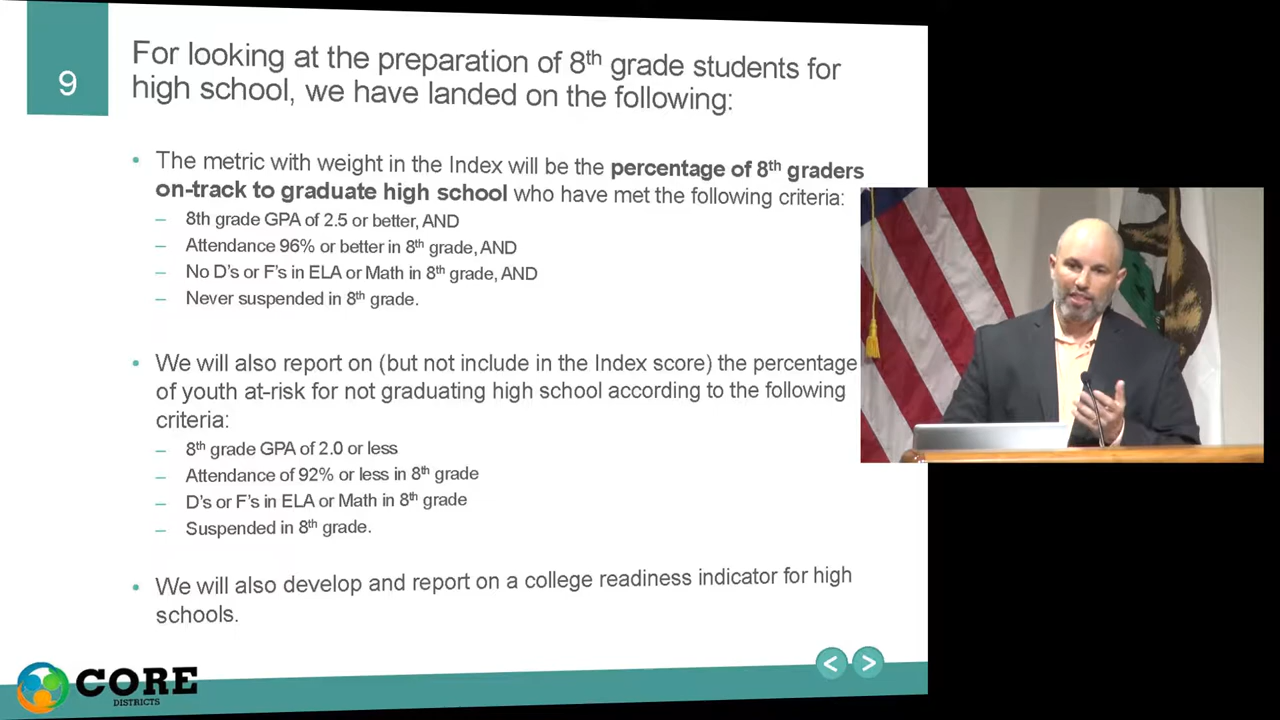 9
For looking at the preparation of 8th grade students for
high school, we have landed on the following:
• The metric with weight in the Index will be the percentage of 8th graders
on-track to graduate high school who have met the following criteria:
– 8th grade GPA of 2.5 or better, AND
– Attendance 96% or better in 8th grade, AND
– No D's or F's in ELA or Math in 8th grade, AND
– Never suspended in 8th grade.
• We will also report on (but not include in the Index score) the percentage
of youth at-risk for not graduating high school according to the following
criteria:
– 8th grade GPA of 2.0 or less
– Attendance of 92% or less in 8th grade
– D's or F's in ELA or Math in 8th grade
– Suspended in 8th grade.
• We will also develop and report on a college readiness indicator for high
schools.
< >
CORE
DISTRICTS